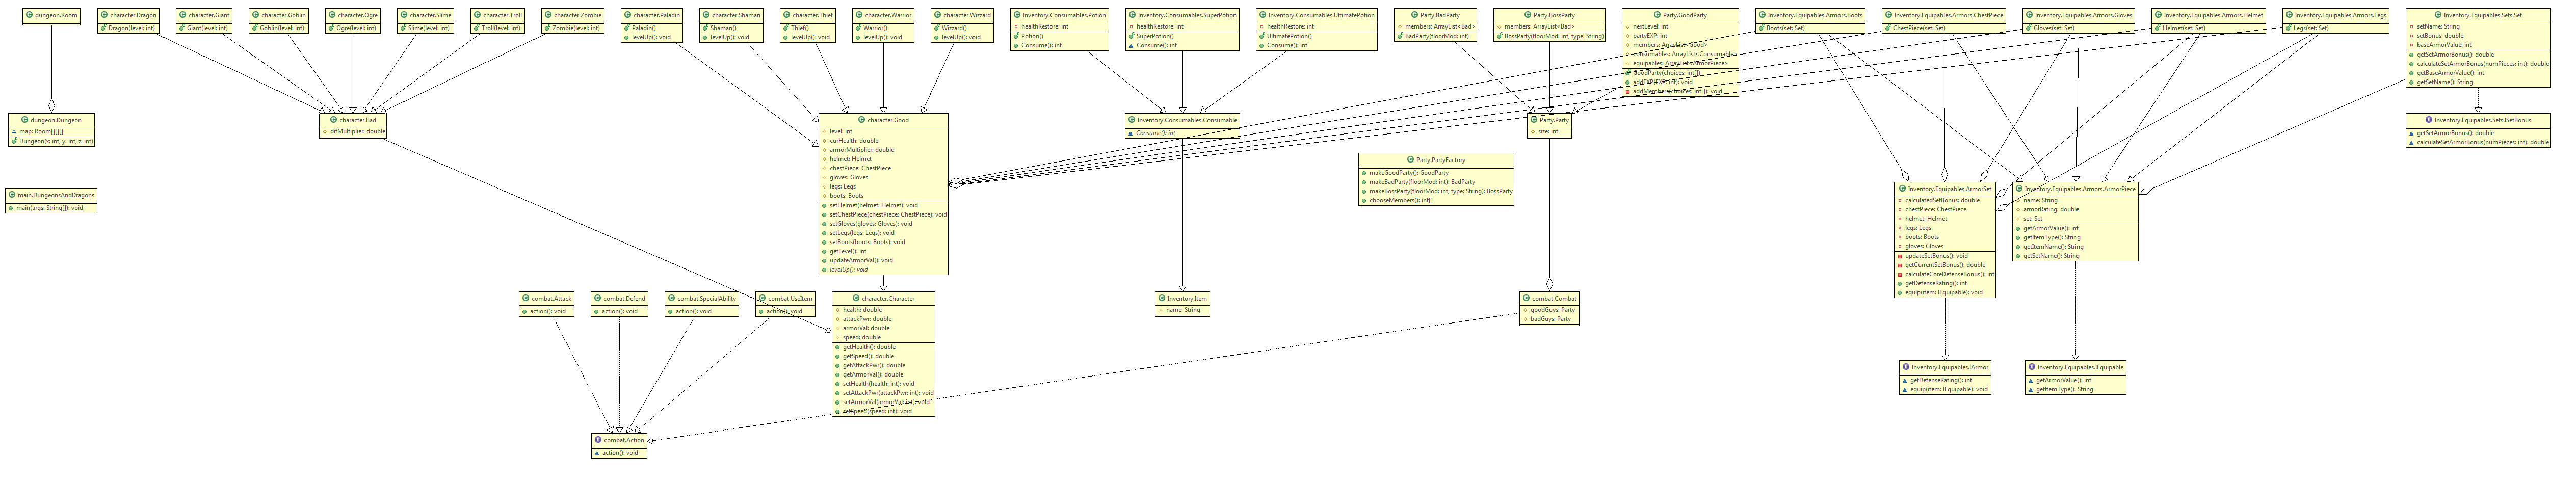 dungeon.Room
character.Dragon
Dragon(level: int)
character.Giant
Giant(level: int)
character.Goblin
Goblin(level: int)
character.Ogre
Ogre(level: int)
character.Slime
Slime(level: int)
character.Troll
Troll(level: int)
character.Zombie
Zombie(level: int)
character.Paladin
Paladin()
levelUp(): void
character.Shaman
Shaman()
levelUp(): void
character.Thief
Thief()
levelUp(): void
character.Warrior
Warrior()
levelUp(): void
character.Wizzard
Wizzard()
levelUp(): void
Inventory.Consumables.Potion
healthRestore: int
Potion()
Consume(): int
Inventory.Consumables.SuperPotion
healthRestore: int
SuperPotion()
Consume(): int
Inventory.Consumables.UltimatePotion
healthRestore: int
UltimatePotion()
Consume(): int
Party.BadParty
members: ArrayList<Bad>
BadParty(floorMod: int)
Party.BossParty
members: ArrayList<Bad>
BossParty(floorMod: int, type: String)
Party.GoodParty
nextLevel: int
partyEXP: int
members: ArrayList<Good>
consumables: ArrayList<Consumable>
equipables: ArrayList<ArmorPiece>
GoodParty(choices: int[])
addEXP(EXP: int): void
addMembers(choices: int[]): void
Inventory.Equipables.Armors.Boots
Boots(set: Set)
Inventory.Equipables.Armors.ChestPiece
ChestPiece(set: Set)
Inventory.Equipables.Armors.Gloves
Gloves(set: Set)
Inventory.Equipables.Armors.Helmet
Helmet(set: Set)
Inventory.Equipables.Armors.Legs
Legs(set: Set)
Inventory.Equipables.Sets.Set
setName: String
setBonus: double
baseArmorValue: int
getSetArmorBonus(): double
calculateSetArmorBonus(numPieces: int): double
getBaseArmorValue(): int
getSetName(): String
dungeon.Dungeon
map: Room[][][]
Dungeon(x: int, y: int, z: int)
character.Bad
difMultiplier: double
character.Good
level: int
curHealth: double
armorMultiplier: double
helmet: Helmet
chestPiece: ChestPiece
gloves: Gloves
legs: Legs
boots: Boots
setHelmet(helmet: Helmet): void
setChestPiece(chestPiece: ChestPiece): void
setGloves(gloves: Gloves): void
setLegs(legs: Legs): void
setBoots(boots: Boots): void
getLevel(): int
updateArmorVal(): void
levelUp(): void
Inventory.Consumables.Consumable
Consume(): int
Party.Party
size: int
Inventory.Equipables.Sets.ISetBonus
getSetArmorBonus(): double
calculateSetArmorBonus(numPieces: int): double
Party.PartyFactory
makeGoodParty(): GoodParty
makeBadParty(floorMod: int): BadParty
makeBossParty(floorMod: int, type: String): BossParty
chooseMembers(): int[]
main.DungeonsAndDragons
main(args: String[]): void
Inventory.Equipables.ArmorSet
calculatedSetBonus: double
chestPiece: ChestPiece
helmet: Helmet
legs: Legs
boots: Boots
gloves: Gloves
updateSetBonus(): void
getCurrentSetBonus(): double
calculateCoreDefenseBonus(): int
getDefenseRating(): int
equip(item: IEquipable): void
Inventory.Equipables.Armors.ArmorPiece
name: String
armorRating: double
set: Set
getArmorValue(): int
getItemType(): String
getItemName(): String
getSetName(): String
combat.Attack
action(): void
combat.Defend
action(): void
combat.SpecialAbility
action(): void
combat.UseItem
action(): void
character.Character
health: double
attackPwr: double
armorVal: double
speed: double
getHealth(): double
getSpeed(): double
getAttackPwr(): double
getArmorVal(): double
setHealth(health: int): void
setAttackPwr(attackPwr: int): void
setArmorVal(armorVal: int): void
setSpeed(speed: int): void
Inventory.Item
name: String
combat.Combat
goodGuys: Party
badGuys: Party
Inventory.Equipables.IArmor
getDefenseRating(): int
equip(item: IEquipable): void
Inventory.Equipables.IEquipable
getArmorValue(): int
getItemType(): String
combat.Action
action(): void